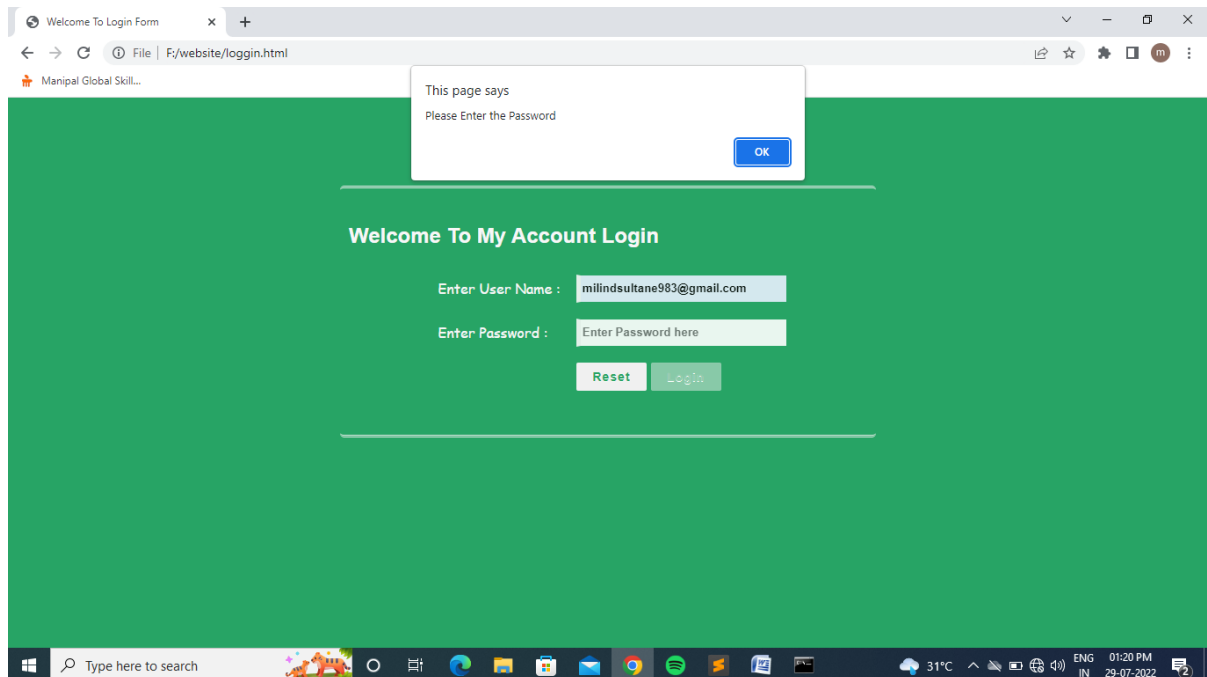 Welcome To Login Form
File F:/website/loggin.html
m
Manipal Global Skill...
This page says
Please Enter the Password
OK
Welcome To My Account Login
Enter User Name : milindsultane983@gmail.com
Enter Password : Enter Password here
Reset Login
Type here to search
31°C ENG 01:20 PM
IN 29-07-2022 2